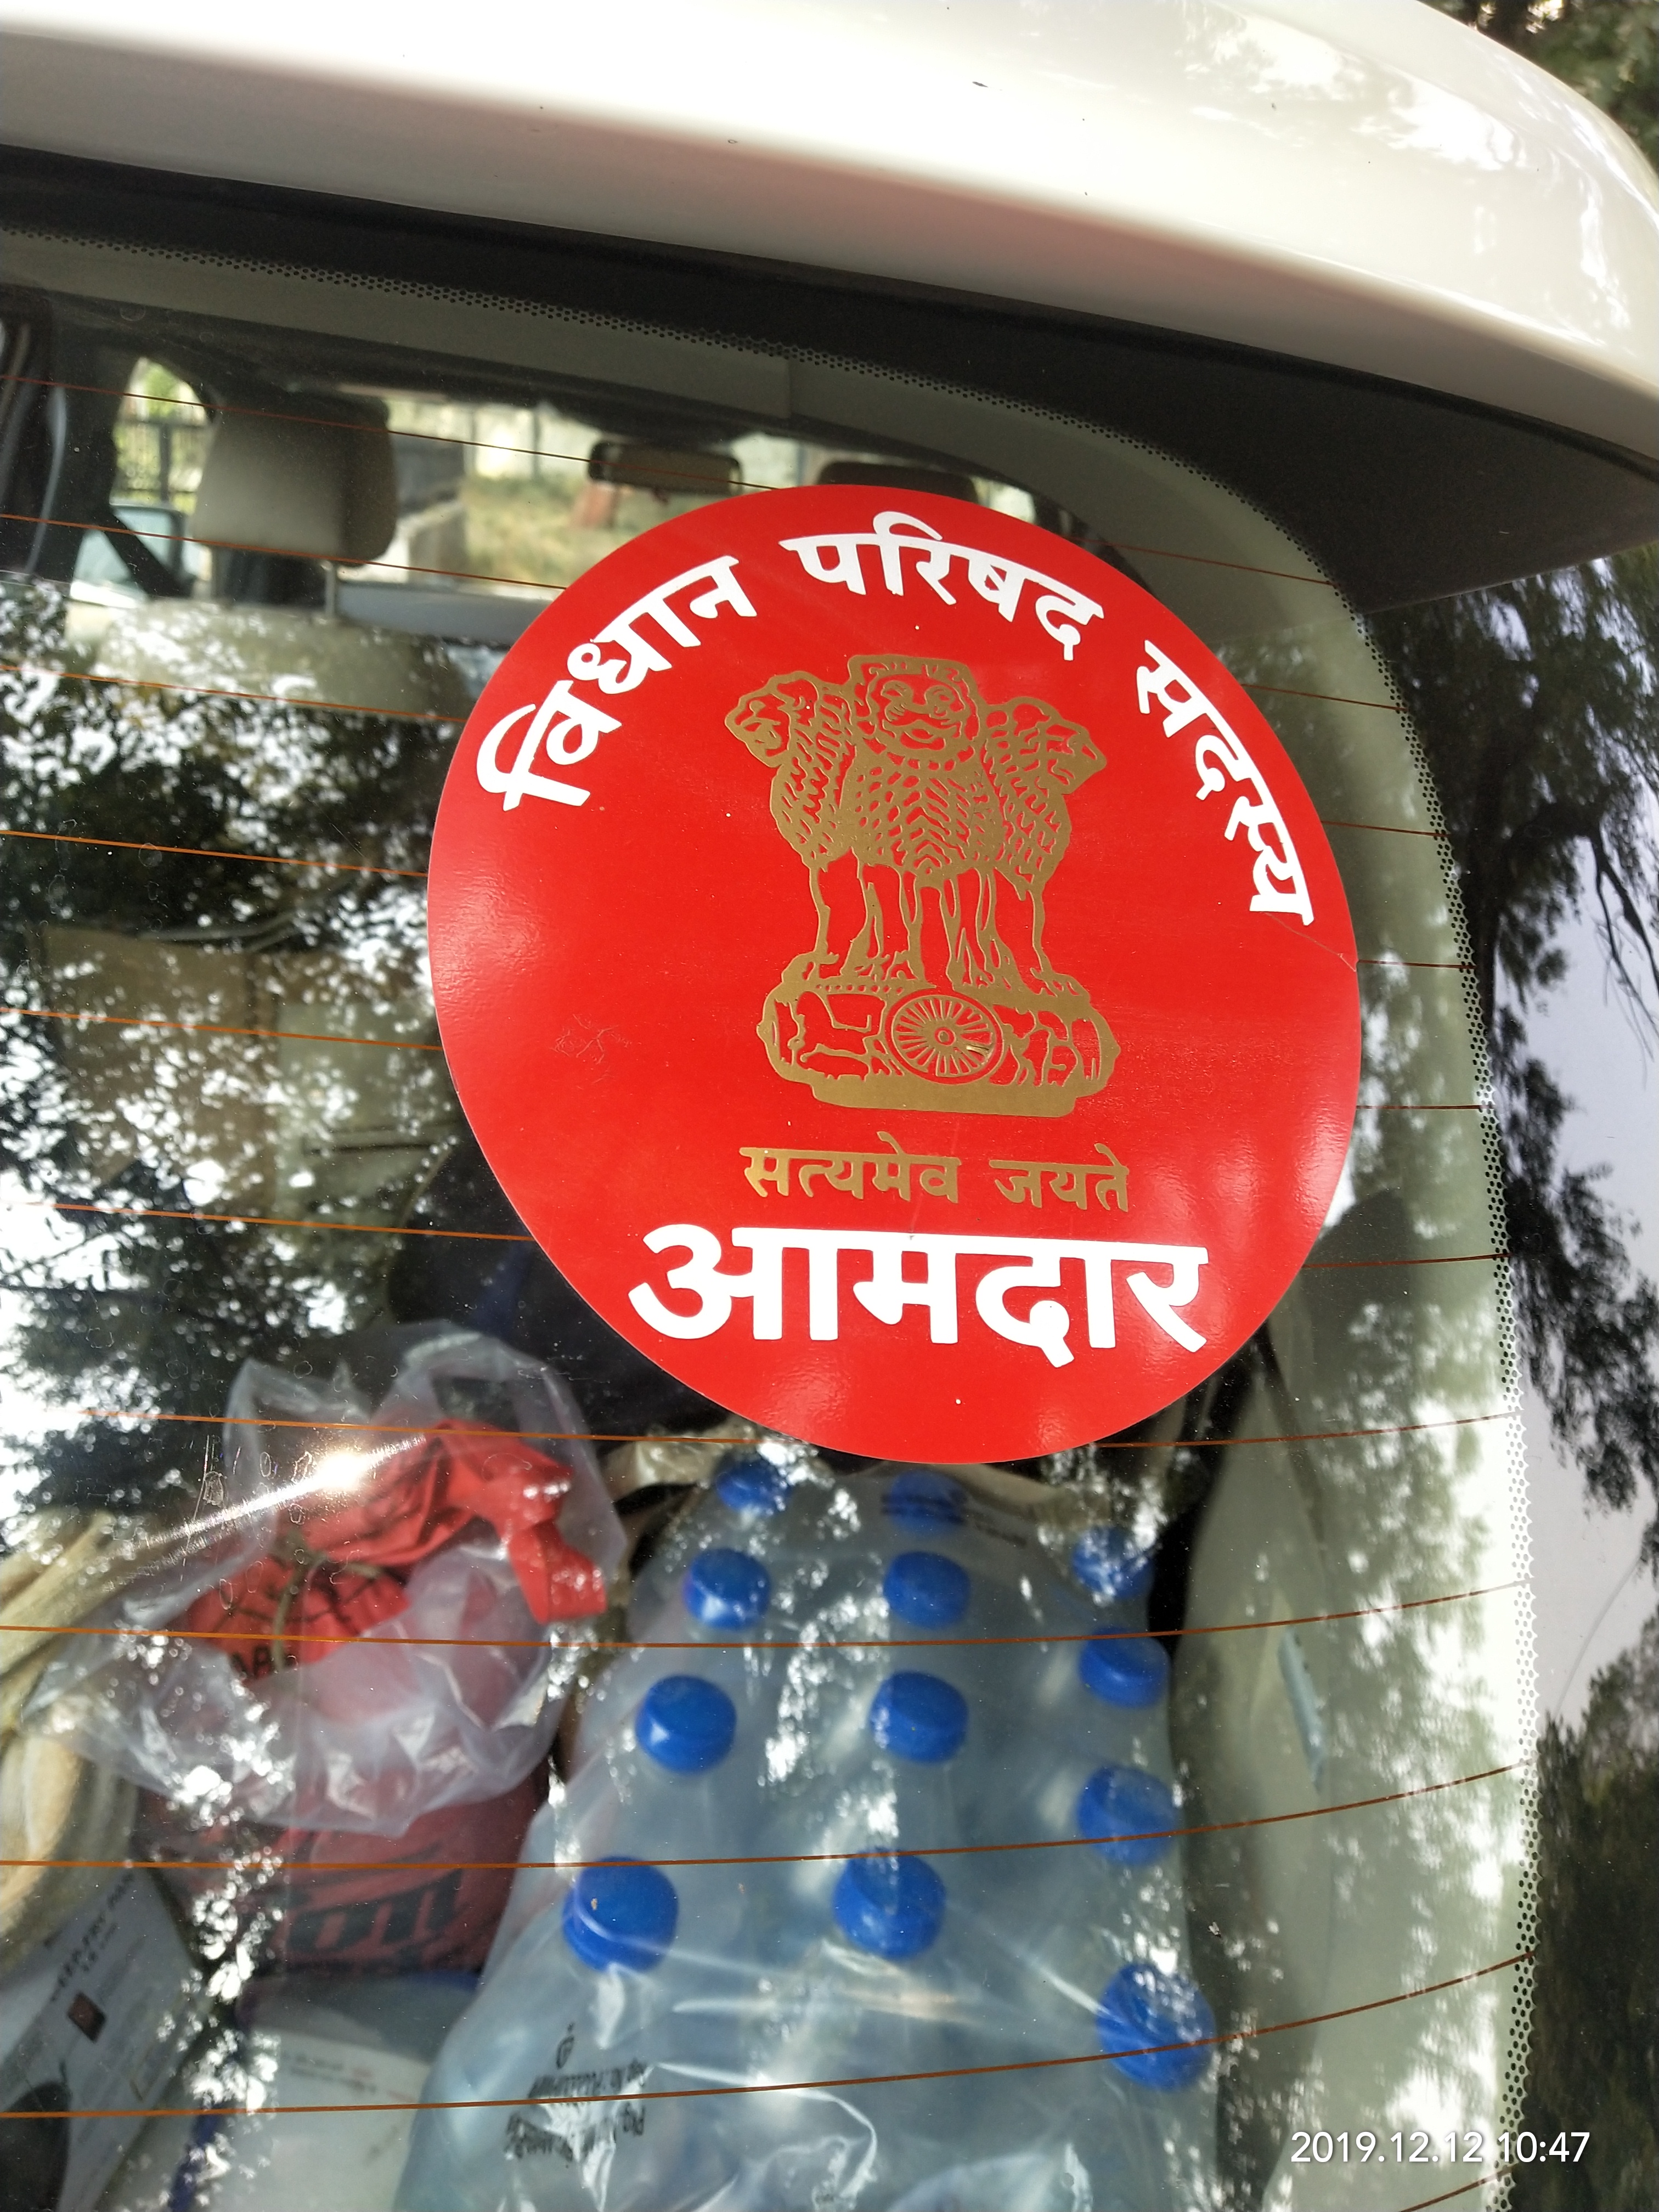 विधान परिषद सदस्य
सत्यमेव जयते
आमदार
2019.12.12 10:47